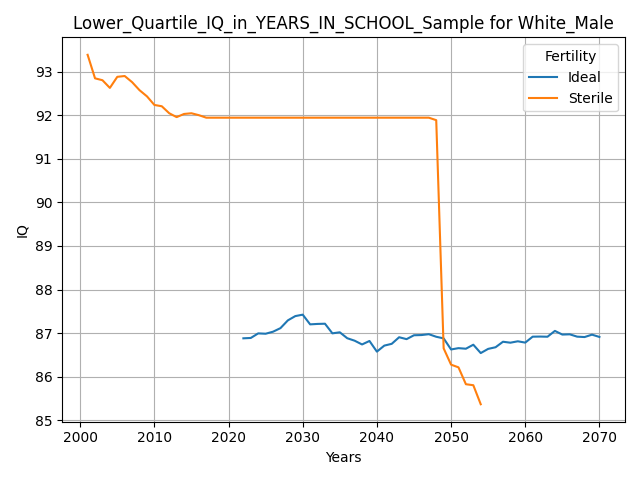 Lower_Quartile_IQ_in_YEARS_IN_SCHOOL_Sample for White_Male
Fertility
Ideal
Sterile
IQ
93
92
91
90
89
88
87
86
85
2000 2010 2020 2030 2040 2050 2060 2070
Years